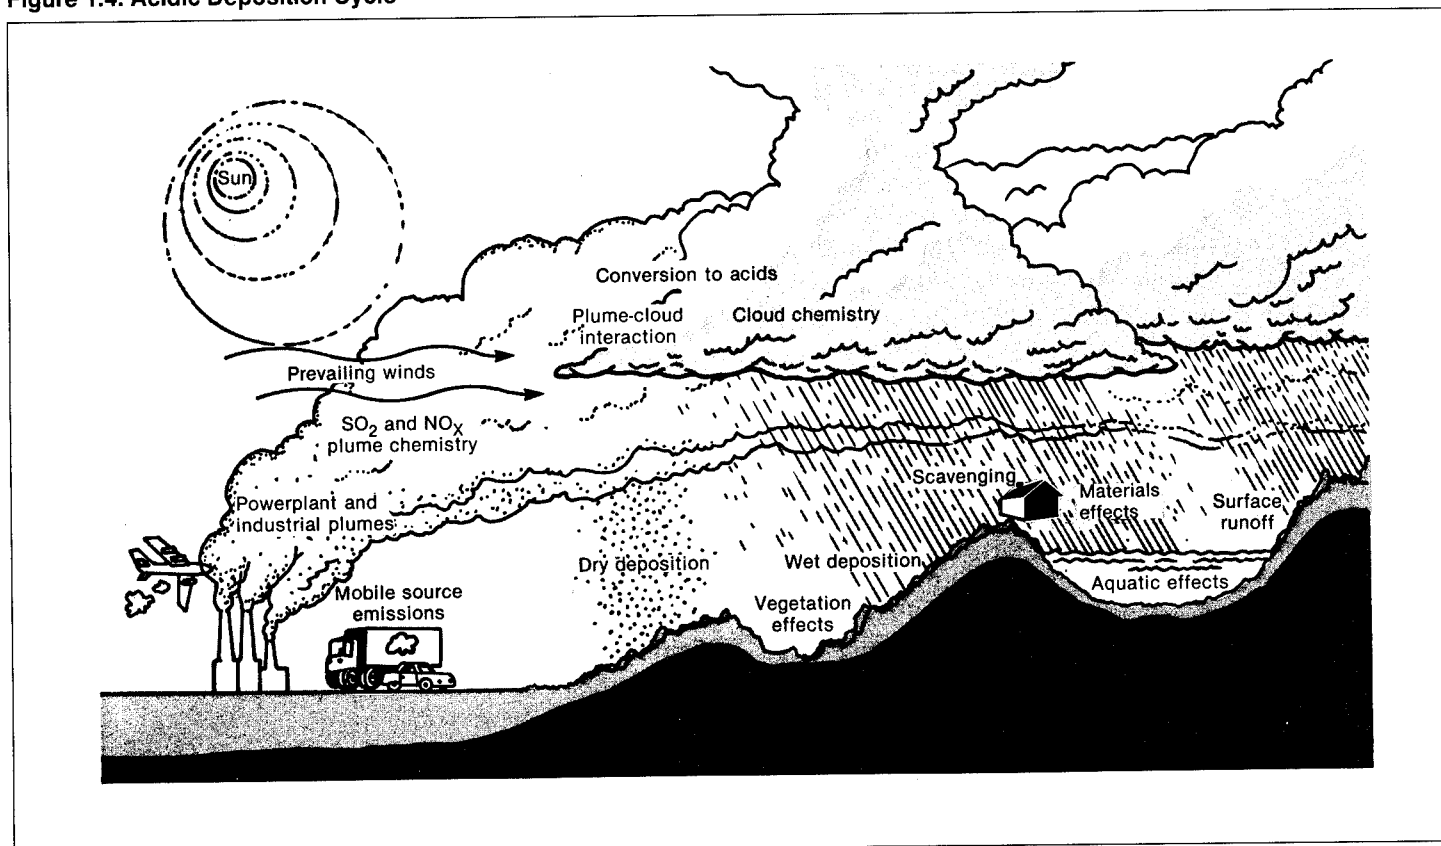 Figure 1.4: Acidic Deposition Cycle
Sun
Conversion to acids
Plume-cloud
interaction
Cloud chemistry
Prevailing winds
SO₂ and NOₓ
plume chemistry
Powerplant and
industrial plumes
Scavenging
Materials
effects
Surface
runoff
Dry deposition
Wet deposition
Aquatic effects
Mobile source
emissions
Vegetation
effects